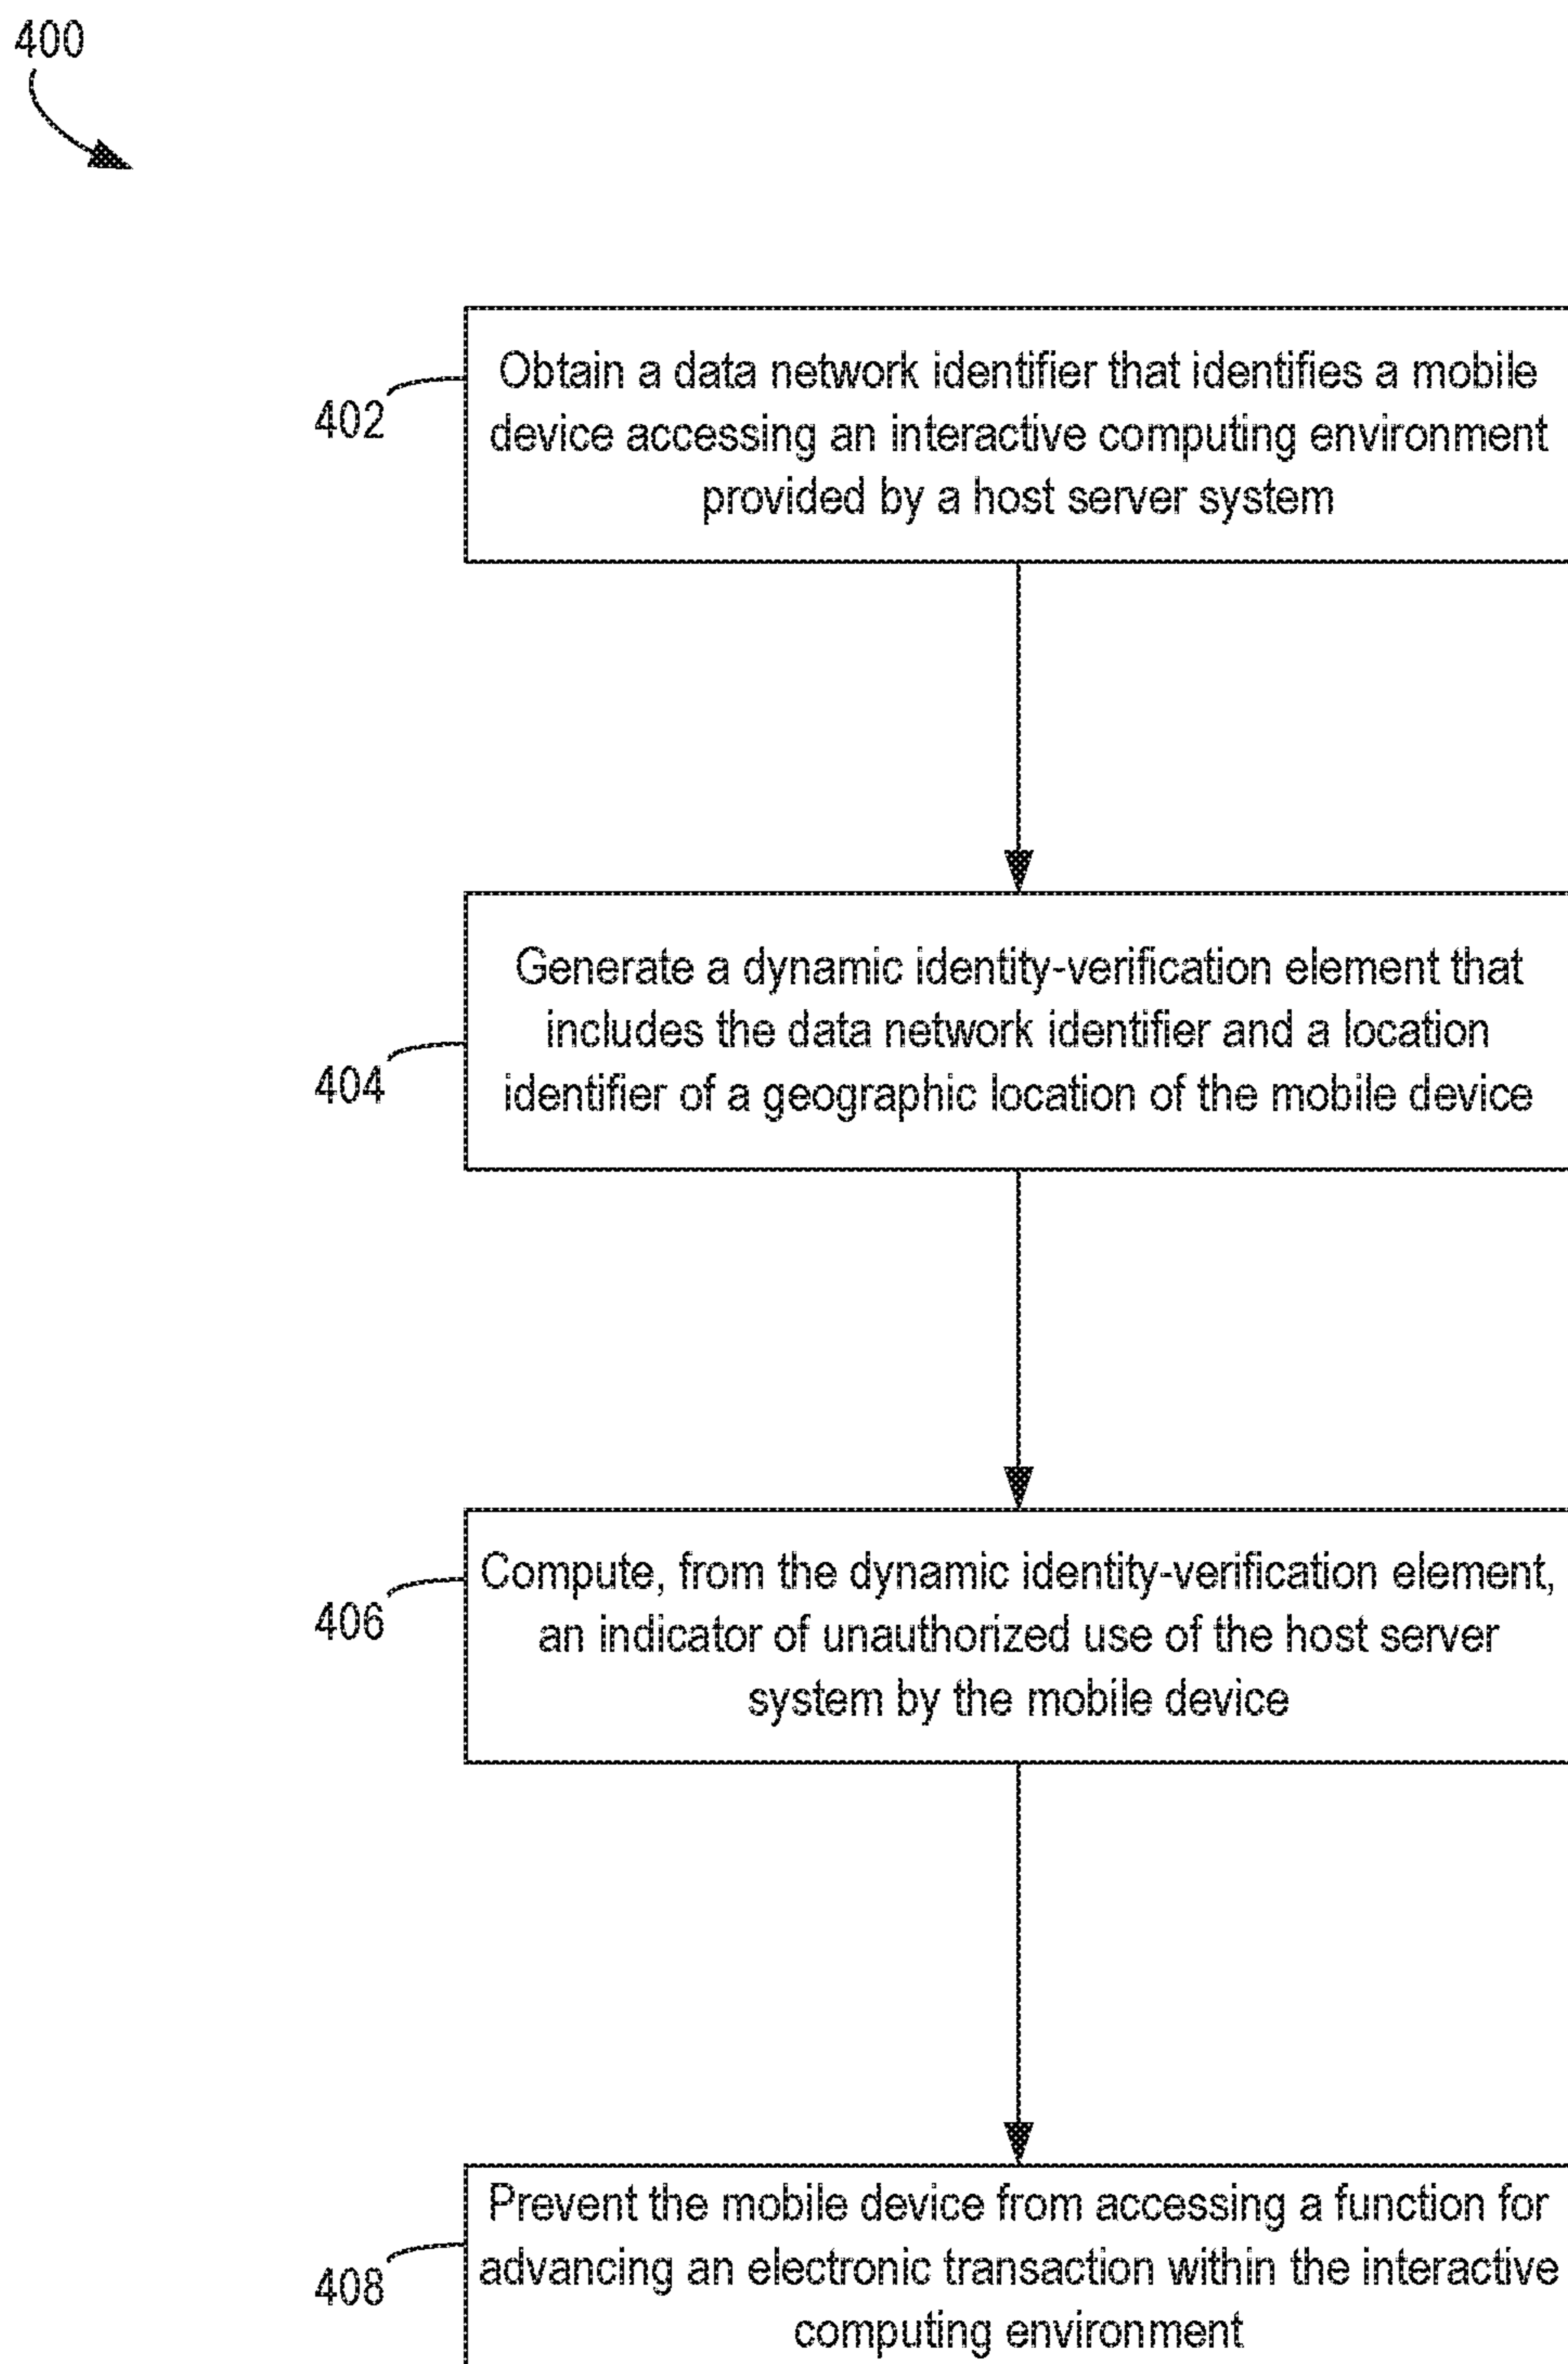 400
402
Obtain a data network identifier that identifies a mobile
device accessing an interactive computing environment
provided by a host server system
404
Generate a dynamic identity-verification element that
includes the data network identifier and a location
identifier of a geographic location of the mobile device
406
Compute, from the dynamic identity-verification element,
an indicator of unauthorized use of the host server
system by the mobile device
408
Prevent the mobile device from accessing a function for
advancing an electronic transaction within the interactive
computing environment